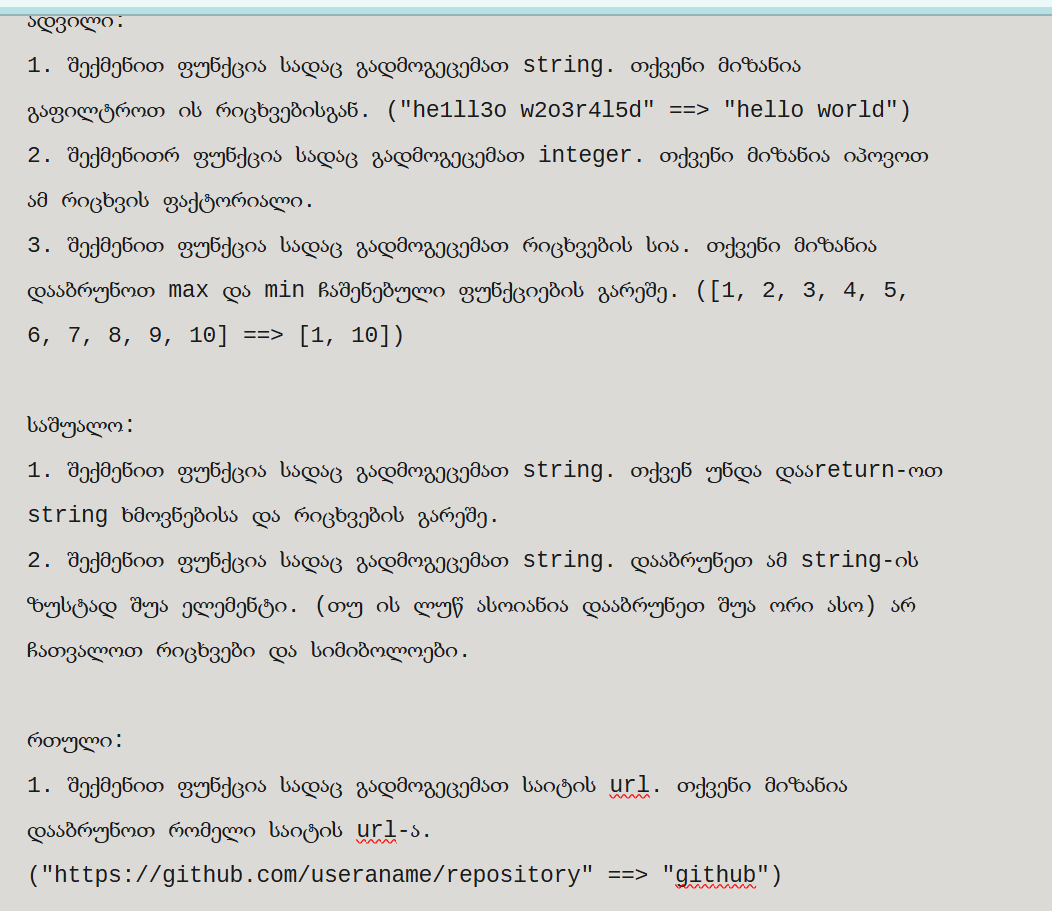 ადვილი:
1. შექმენით ფუნქცია სადაც გადმოგეცემათ string. თქვენი მიზანია
გაფილტროთ ის რიცხვებისგან. ("he1ll3o w2o3r4l5d" ==> "hello world")
2. შექმენითრ ფუნქცია სადაც გადმოგეცემათ integer. თქვენი მიზანია იპოვოთ
ამ რიცხვის ფაქტორიალი.
3. შექმენით ფუნქცია სადაც გადმოგეცემათ რიცხვების სია. თქვენი მიზანია
დააბრუნოთ max და min ჩაშენებული ფუნქციების გარეშე. ([1, 2, 3, 4, 5,
6, 7, 8, 9, 10] ==> [1, 10])
საშუალო:
1. შექმენით ფუნქცია სადაც გადმოგეცემათ string. თქვენ უნდა დააreturn-ოთ
string ხმოვნებისა და რიცხვების გარეშე.
2. შექმენით ფუნქცია სადაც გადმოგეცემათ string. დააბრუნეთ ამ string-ის
ზუსტად შუა ელემენტი. (თუ ის ლუწ ასოიანია დააბრუნეთ შუა ორი ასო) არ
ჩათვალოთ რიცხვები და სიმიბოლოები.
რთული:
1. შექმენით ფუნქცია სადაც გადმოგეცემათ საიტის url. თქვენი მიზანია
დააბრუნოთ რომელი საიტის url-ა.
("https://github.com/useraname/repository" ==> "github")